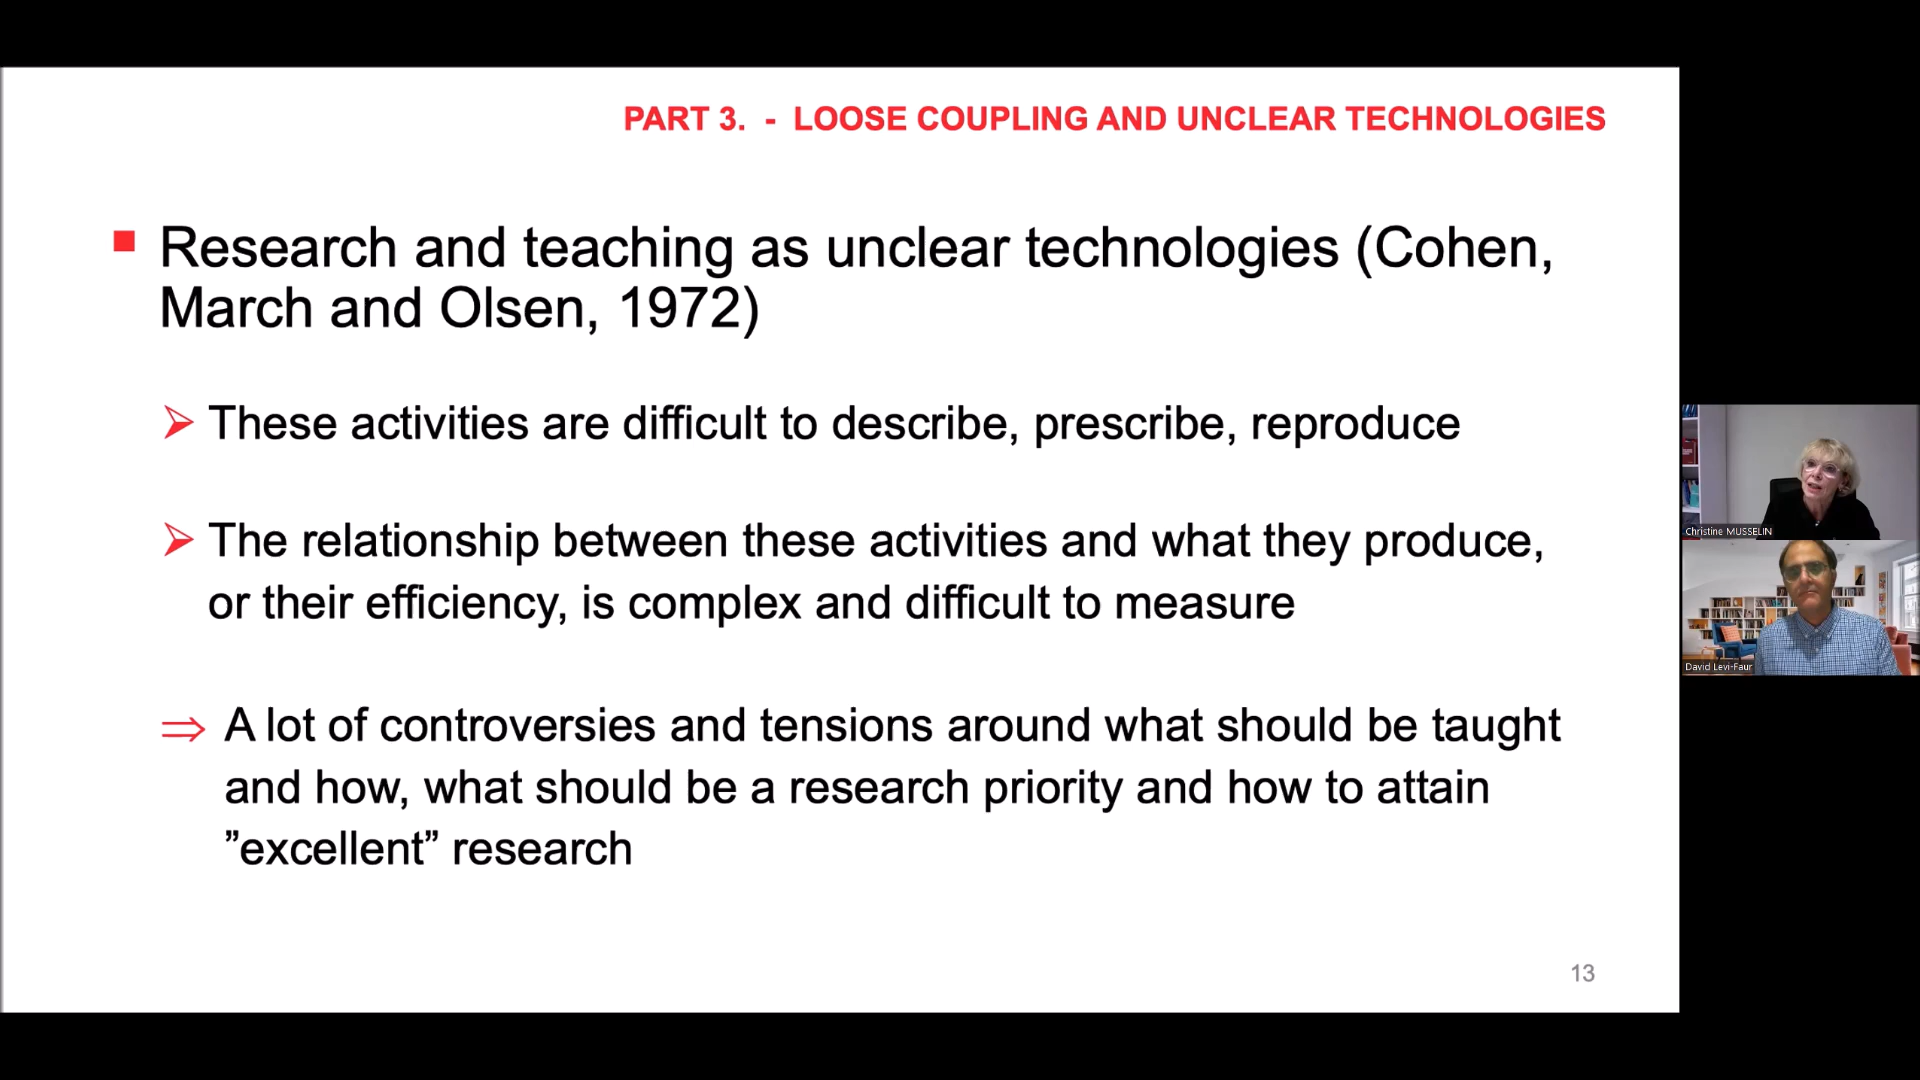 PART 3. - LOOSE COUPLING AND UNCLEAR TECHNOLOGIES
Research and teaching as unclear technologies (Cohen,
March and Olsen, 1972)
These activities are difficult to describe, prescribe, reproduce
The relationship between these activities and what they produce,
or their efficiency, is complex and difficult to measure
⇒ A lot of controversies and tensions around what should be taught
and how, what should be a research priority and how to attain
”excellent” research
13
Christine MUSSELIN
David Levi-Faur